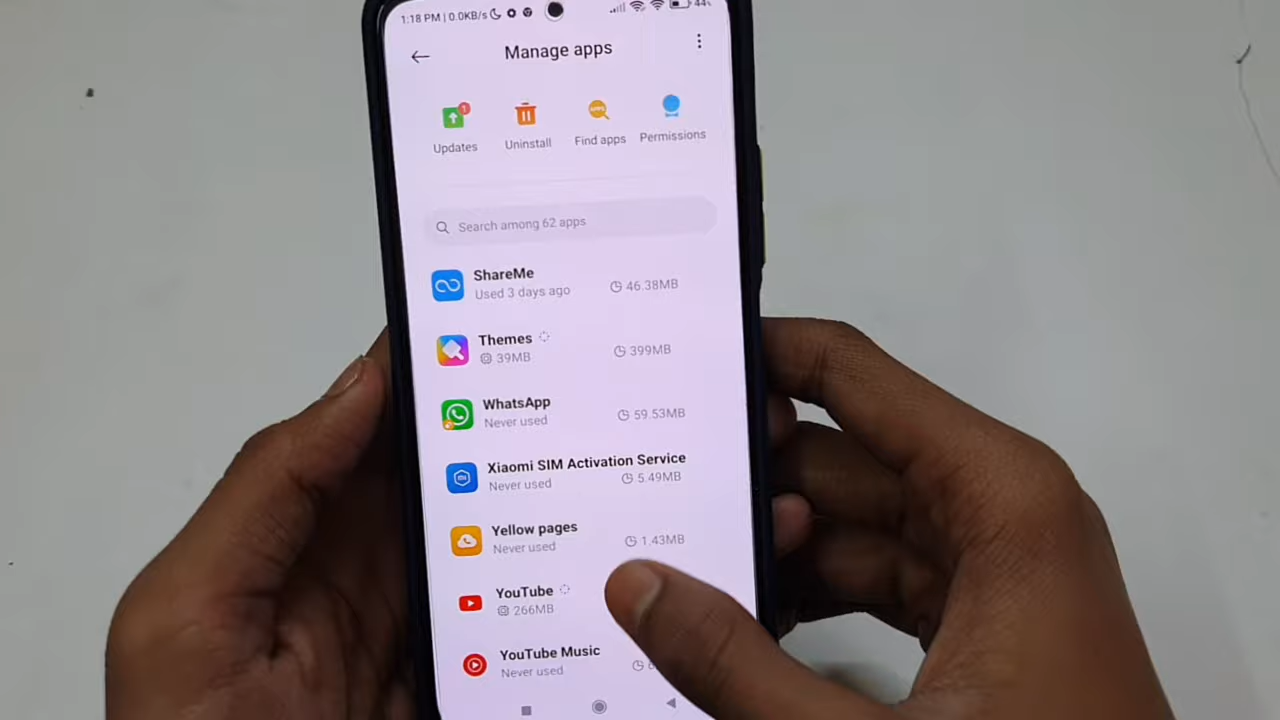 1:18 PM | 0.0KB/s 44%
Manage apps
1
Updates Uninstall Find apps Permissions
Search among 62 apps
ShareMe
Used 3 days ago 46.38MB
Themes
39MB 399MB
WhatsApp
Never used 59.53MB
Xiaomi SIM Activation Service
Never used 5.49MB
Yellow pages
Never used 1.43MB
YouTube
266MB
YouTube Music
Never used